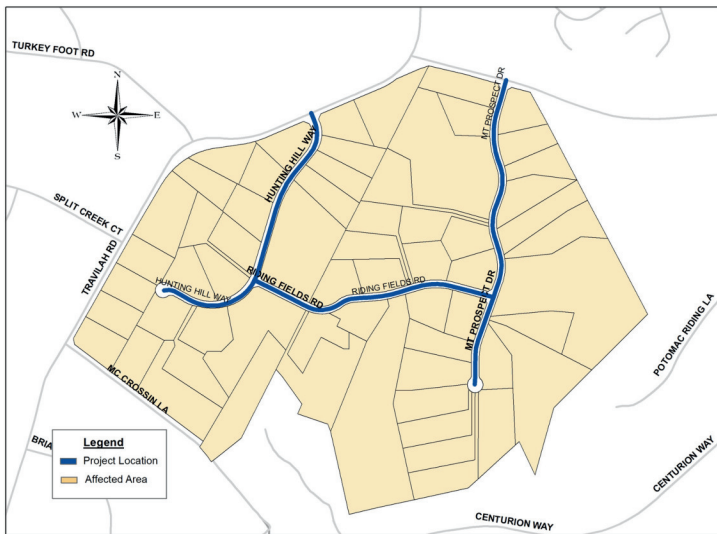 TURKEY FOOT RD
N
W
E
S
MT PROSPECT DR
HUNTING HILL WAY
SPLIT CREEK CT
TRAVILAH RD
HUNTING HILL WAY
RIDING FIELDS RD
RIDING FIELDS RD
MT PROSPECT DR
POTOMAC RIDING LA
MC CROSSIN LA
Legend
Project Location
Affected Area
CENTURION WAY
CENTURION WAY